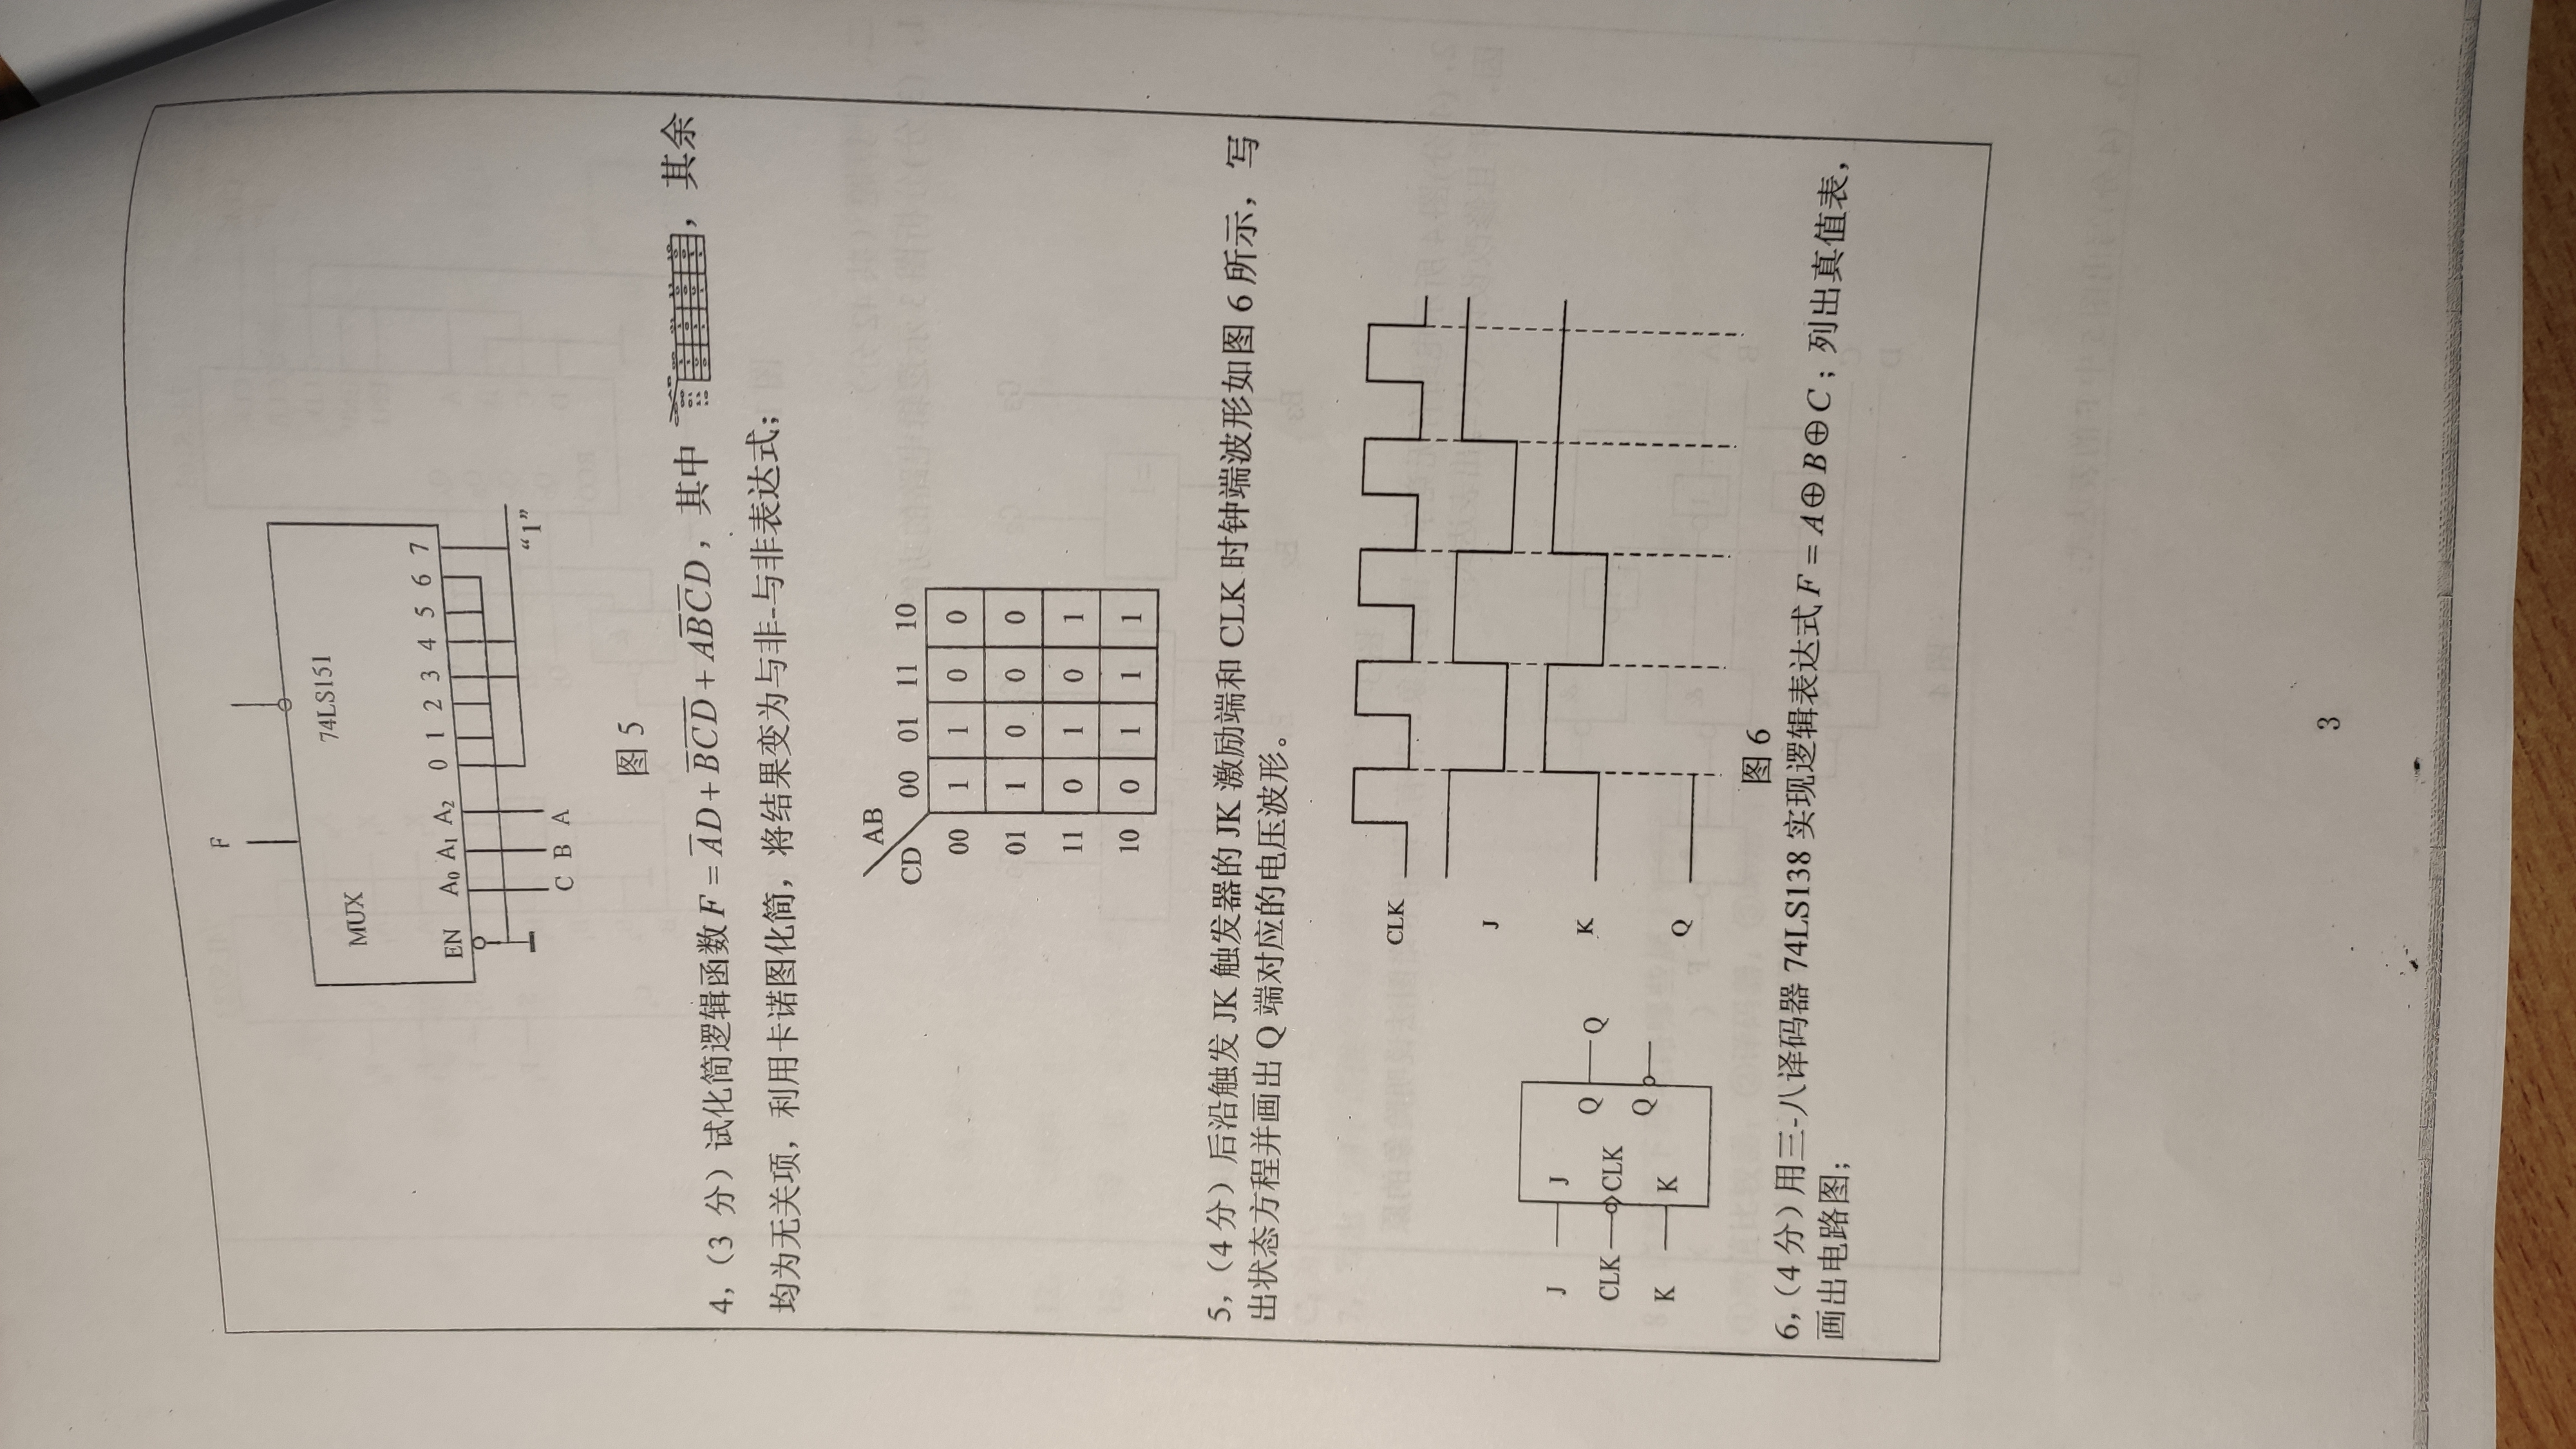 F
MUX
74LS151
EN A₀ A₁ A₂ 0 1 2 3 4 5 6 7
“1”
C B A
图 5
4，（3 分）试化简逻辑函数 F = A̅D + B̅C̅D̅ + AB̅C̅D，其中，其余
均为无关项，利用卡诺图化简，将结果变为与非-与非表达式；
AB
CD 00 01 11 10
00 1 1 0 0
01 1 0 0 0
11 0 1 0 1
10 0 1 1 1
5，（4 分）后沿触发 JK 触发器的 JK 激励端和 CLK 时钟端波形如图 6 所示，写
出状态方程并画出 Q 端对应的电压波形。
CLK
J
K
Q
J J
Q Q
CLK CLK
Q
K K
图 6
6，（4 分）用三-八译码器 74LS138 实现逻辑表达式 F = A⊕B⊕C；列出真值表，
画出电路图；
3